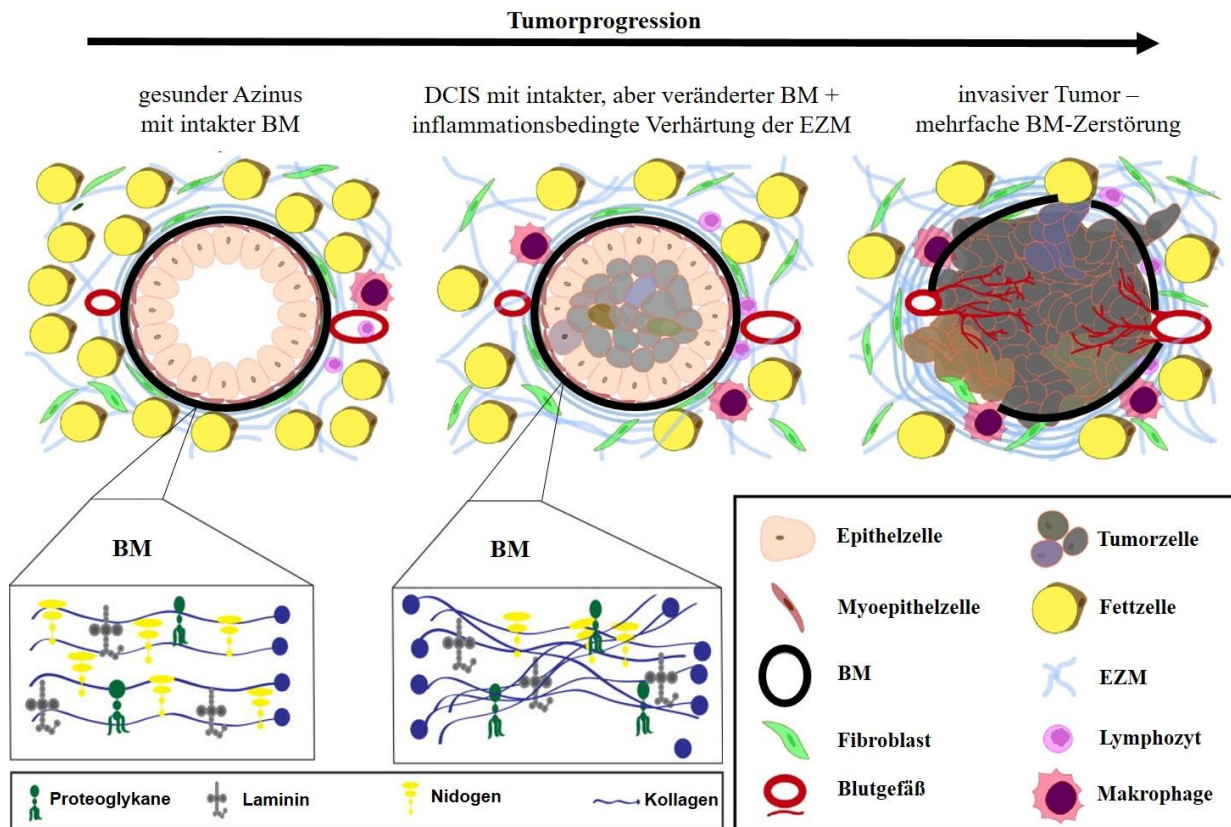 Tumorprogression
gesunder Azinus
mit intakter BM
DCIS mit intakter, aber veränderter BM +
inflammationsbedingte Verhärtung der EZM
invasiver Tumor –
mehrfache BM-Zerstörung
BM
BM
Proteoglykane
Laminin
Nidogen
Kollagen
Epithelzelle
Tumorzelle
Myoepithelzelle
Fettzelle
BM
EZM
Fibroblast
Lymphozyt
Blutgefäß
Makrophage